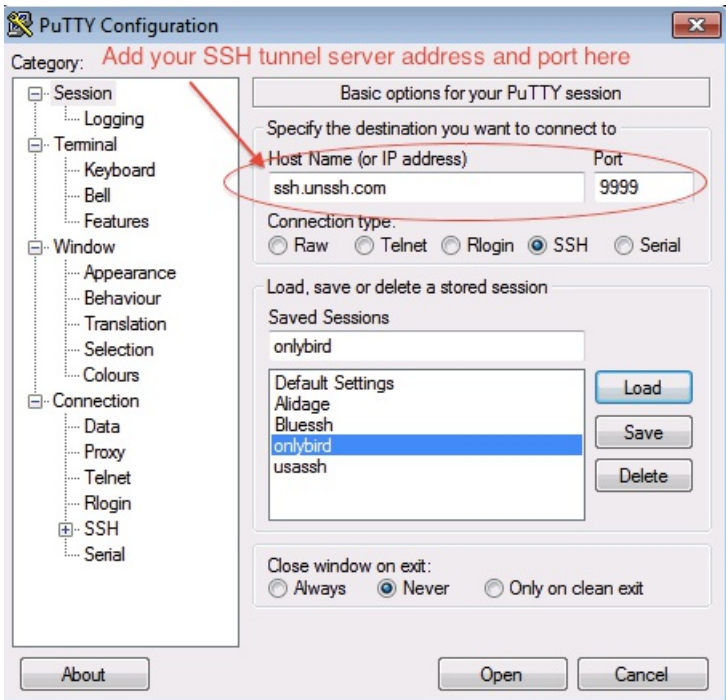 PuTTY Configuration
Category:
Add your SSH tunnel server address and port here
Session
Logging
Terminal
Keyboard
Bell
Features
Window
Appearance
Behaviour
Translation
Selection
Colours
Connection
Data
Proxy
Telnet
Rlogin
SSH
Serial
Basic options for your PuTTY session
Specify the destination you want to connect to
Host Name (or IP address) Port
ssh.unssh.com 9999
Connection type:
Raw Telnet Rlogin SSH Serial
Load, save or delete a stored session
Saved Sessions
onlybird
Default Settings
Alidage
Bluessh
onlybird
usassh
Load
Save
Delete
Close window on exit:
Always Never Only on clean exit
About Open Cancel